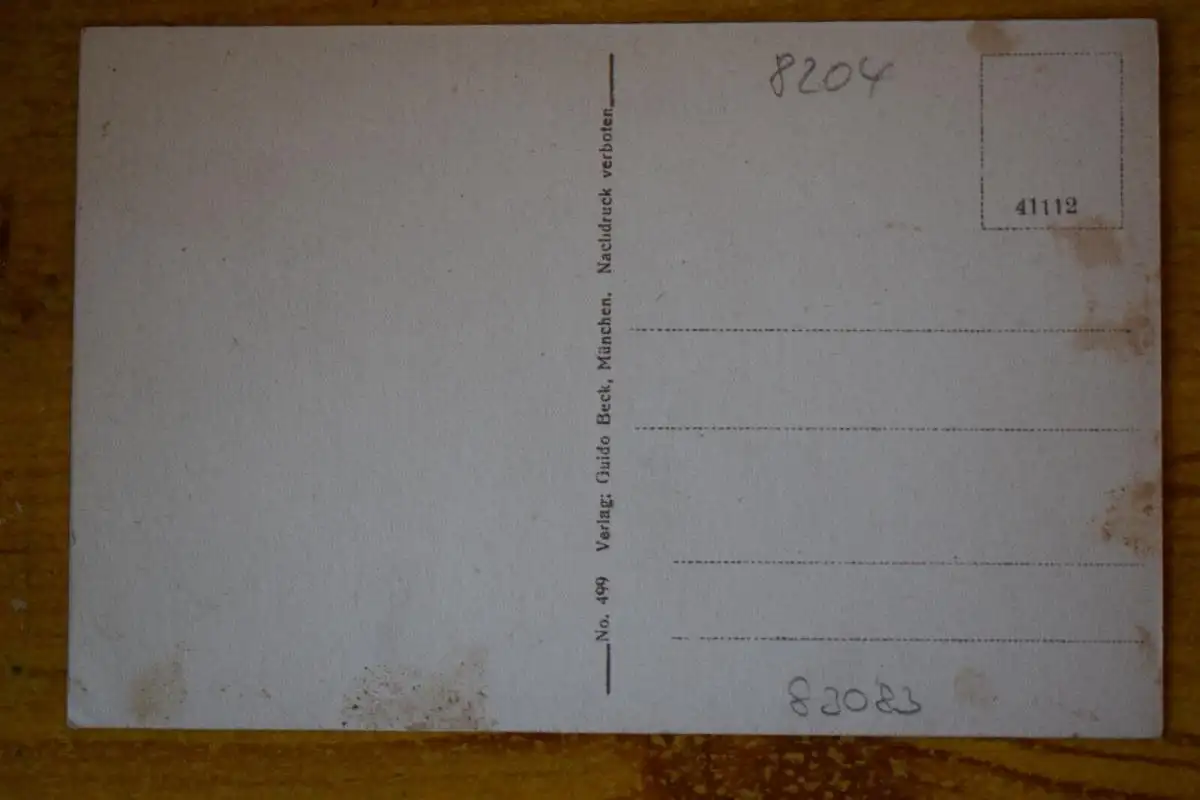 8204
41112
No. 499 Verlag: Guido Beck, München. Nachdruck verboten
83083